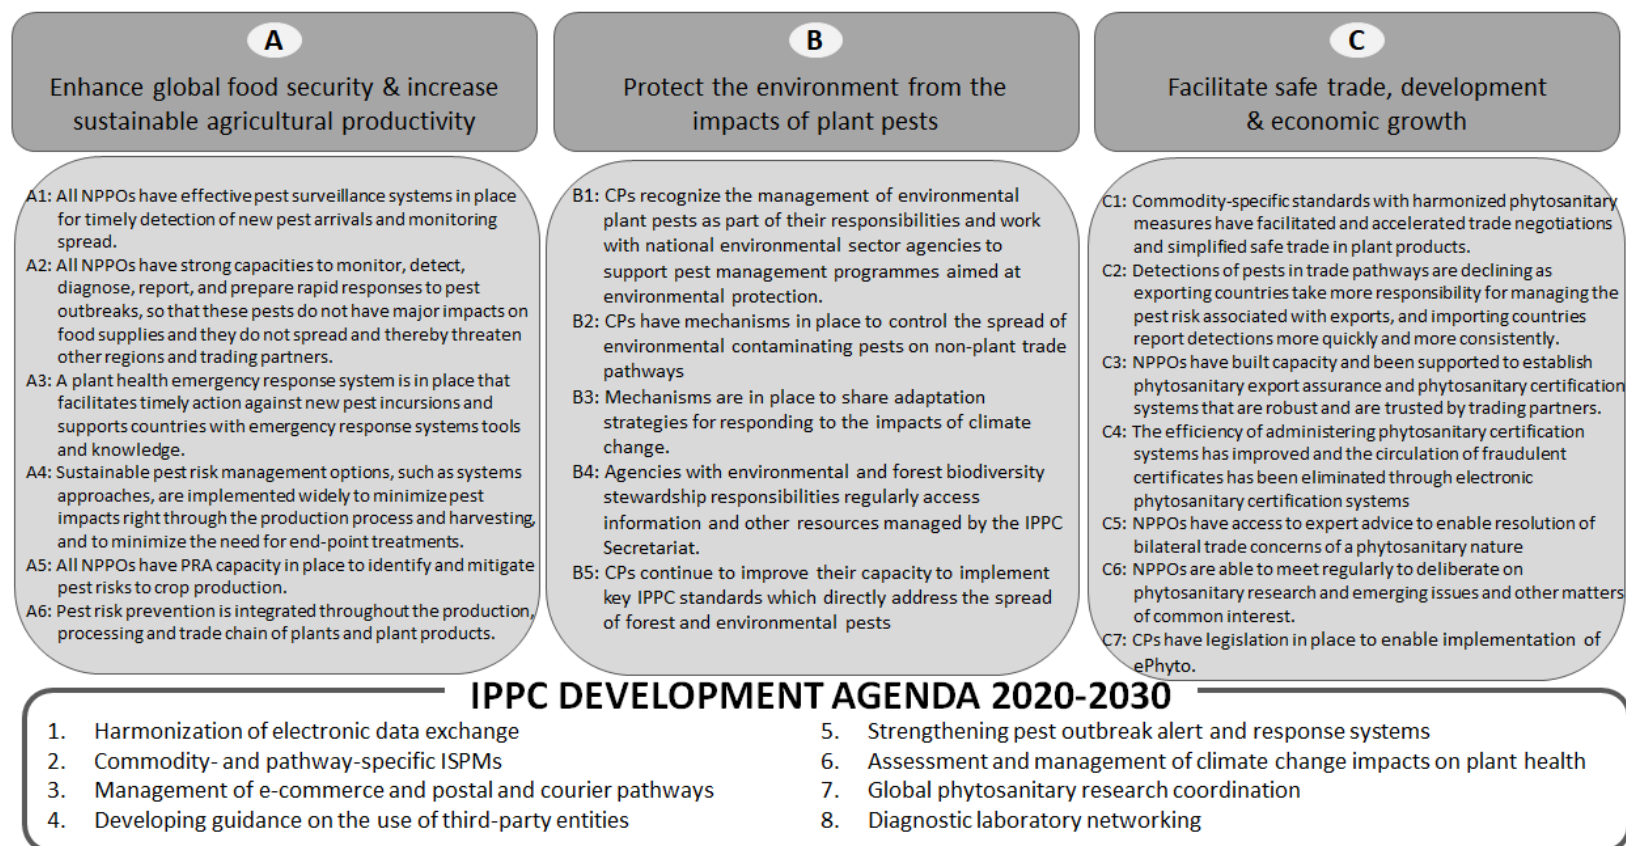 A
Enhance global food security & increase
sustainable agricultural productivity
A1: All NPPOs have effective pest surveillance systems in place
for timely detection of new pest arrivals and monitoring
spread.
A2: All NPPOs have strong capacities to monitor, detect,
diagnose, report, and prepare rapid responses to pest
outbreaks, so that these pests do not have major impacts on
food supplies and they do not spread and thereby threaten
other regions and trading partners.
A3: A plant health emergency response system is in place that
facilitates timely action against new pest incursions and
supports countries with emergency response systems tools
and knowledge.
A4: Sustainable pest risk management options, such as systems
approaches, are implemented widely to minimize pest
impacts right through the production process and harvesting,
and to minimize the need for end-point treatments.
A5: All NPPOs have PRA capacity in place to identify and mitigate
pest risks to crop production.
A6: Pest risk prevention is integrated throughout the production,
processing and trade chain of plants and plant products.
B
Protect the environment from the
impacts of plant pests
B1: CPs recognize the management of environmental
plant pests as part of their responsibilities and work
with national environmental sector agencies to
support pest management programmes aimed at
environmental protection.
B2: CPs have mechanisms in place to control the spread of
environmental contaminating pests on non-plant trade
pathways
B3: Mechanisms are in place to share adaptation
strategies for responding to the impacts of climate
change.
B4: Agencies with environmental and forest biodiversity
stewardship responsibilities regularly access
information and other resources managed by the IPPC
Secretariat.
B5: CPs continue to improve their capacity to implement
key IPPC standards which directly address the spread
of forest and environmental pests
C
Facilitate safe trade, development
& economic growth
C1: Commodity-specific standards with harmonized phytosanitary
measures have facilitated and accelerated trade negotiations
and simplified safe trade in plant products.
C2: Detections of pests in trade pathways are declining as
exporting countries take more responsibility for managing the
pest risk associated with exports, and importing countries
report detections more quickly and more consistently.
C3: NPPOs have built capacity and been supported to establish
phytosanitary export assurance and phytosanitary certification
systems that are robust and are trusted by trading partners.
C4: The efficiency of administering phytosanitary certification
systems has improved and the circulation of fraudulent
certificates has been eliminated through electronic
phytosanitary certification systems
C5: NPPOs have access to expert advice to enable resolution of
bilateral trade concerns of a phytosanitary nature
C6: NPPOs are able to meet regularly to deliberate on
phytosanitary research and emerging issues and other matters
of common interest.
C7: CPs have legislation in place to enable implementation of
ePhyto.
IPPC DEVELOPMENT AGENDA 2020-2030
1. Harmonization of electronic data exchange
2. Commodity- and pathway-specific ISPMs
3. Management of e-commerce and postal and courier pathways
4. Developing guidance on the use of third-party entities
5. Strengthening pest outbreak alert and response systems
6. Assessment and management of climate change impacts on plant health
7. Global phytosanitary research coordination
8. Diagnostic laboratory networking